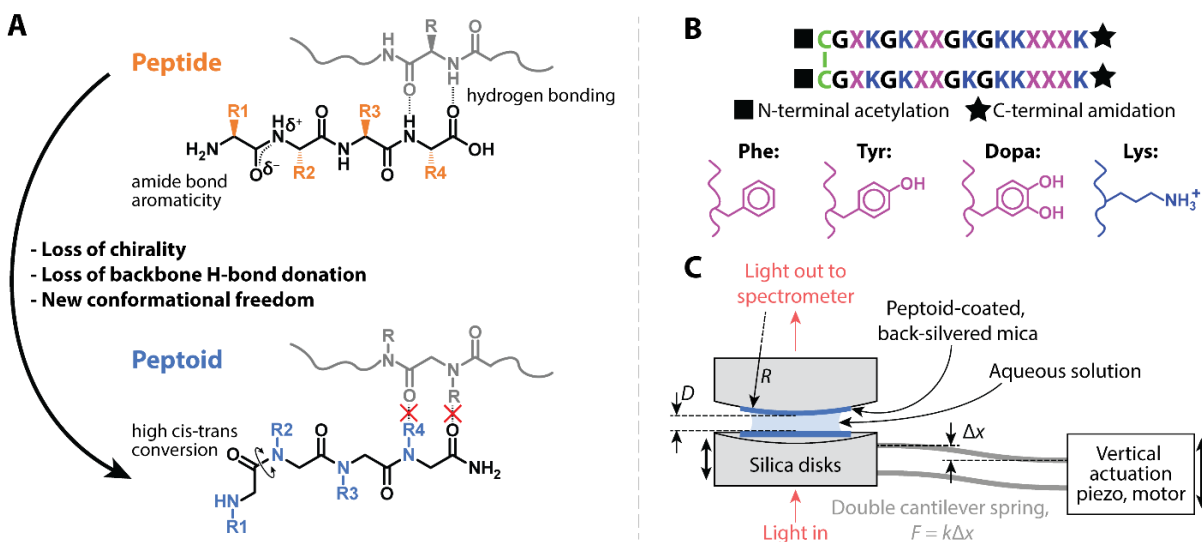 A
Peptide
R
N
H
N
H
O
O
hydrogen bonding
R1
H
N
δ+
O
R3
H
N
O
H₂N
O
δ−
R2
N
H
O
R4
OH
amide bond
aromaticity
- Loss of chirality
- Loss of backbone H-bond donation
- New conformational freedom
Peptoid
R
N
O
N
R
O
high cis-trans
conversion
R2
O
R4
O
O
N
N
NH₂
N
O
HN
R3
R1
B
CGXKGKXXGKGKKXXXK
CGXKGKXXGKGKKXXXK
N-terminal acetylation
C-terminal amidation
Phe:
Tyr:
Dopa:
Lys:
OH
OH
OH
NH₃⁺
C
Light out to
spectrometer
Peptoid-coated,
back-silvered mica
Aqueous solution
R
D
Δx
Silica disks
Vertical
actuation
piezo, motor
Double cantilever spring,
F = kΔx
Light in